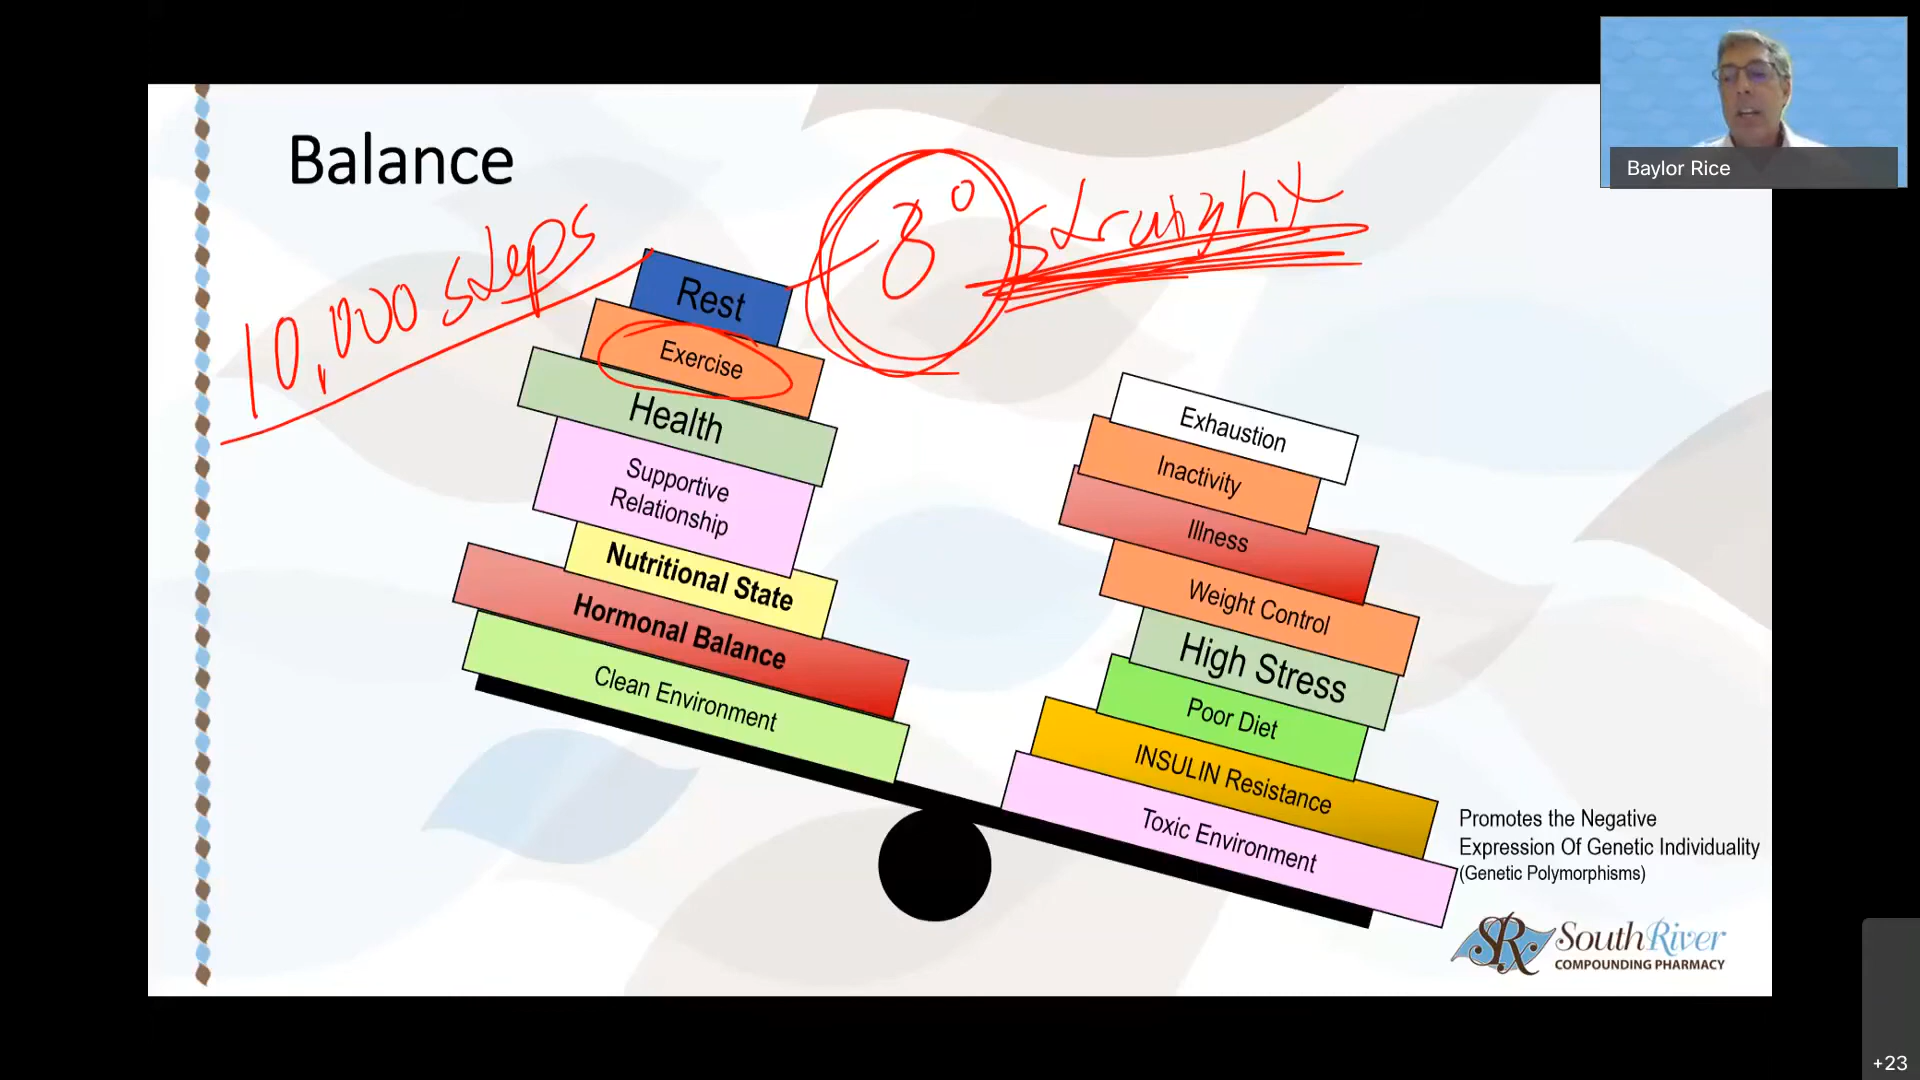 Baylor Rice
Balance
10,000 steps
8° straight
Rest
Exercise
Health
Supportive
Relationship
Nutritional State
Hormonal Balance
Clean Environment
Exhaustion
Inactivity
Illness
Weight Control
High Stress
Poor Diet
INSULIN Resistance
Toxic Environment
Promotes the Negative
Expression Of Genetic Individuality
(Genetic Polymorphisms)
SR SouthRiver
COMPOUNDING PHARMACY
+23